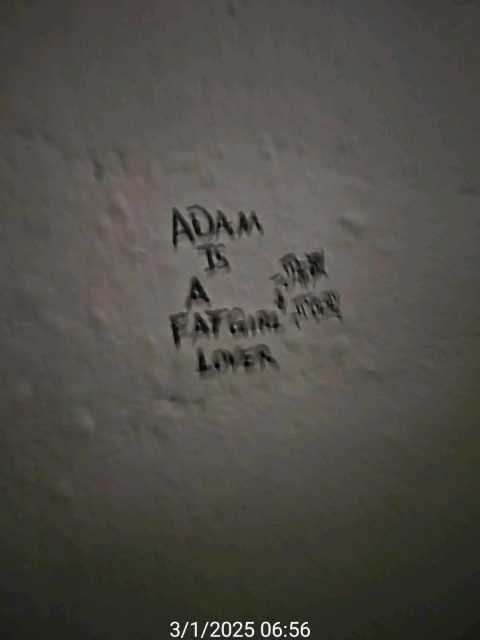 ADAM
IS
A
FATGIRL
LOVER
3/1/2025 06:56